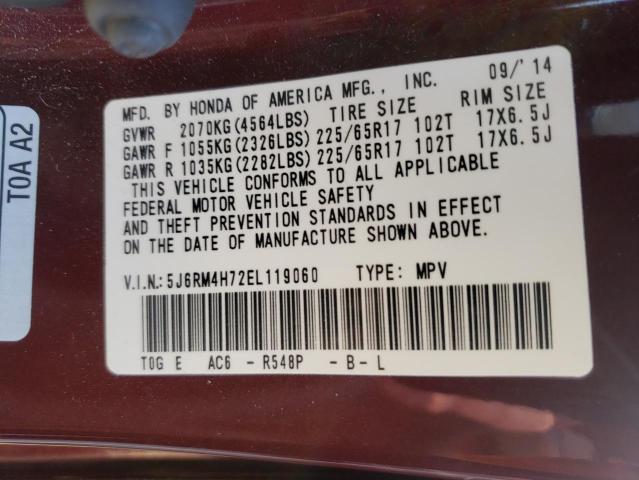 MFD. BY HONDA OF AMERICA MFG., INC. 09/'14
GVWR 2070KG(4564LBS) TIRE SIZE RIM SIZE
GAWR F 1055KG(2326LBS) 225/65R17 102T 17X6.5J
GAWR R 1035KG(2282LBS) 225/65R17 102T 17X6.5J
THIS VEHICLE CONFORMS TO ALL APPLICABLE
FEDERAL MOTOR VEHICLE SAFETY
AND THEFT PREVENTION STANDARDS IN EFFECT
ON THE DATE OF MANUFACTURE SHOWN ABOVE.
V.I.N.: 5J6RM4H72EL119060 TYPE: MPV
TOG E AC6 - R548P - B - L
TOA A2